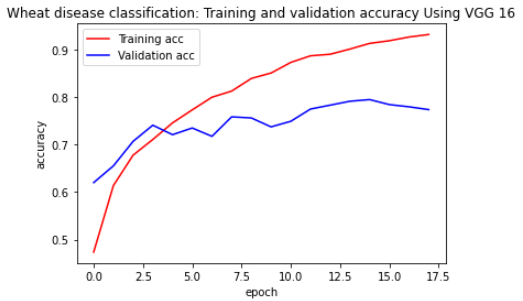 Wheat disease classification: Training and validation accuracy Using VGG 16
Training acc
Validation acc
accuracy
0.9
0.8
0.7
0.6
0.5
0.0 2.5 5.0 7.5 10.0 12.5 15.0 17.5
epoch